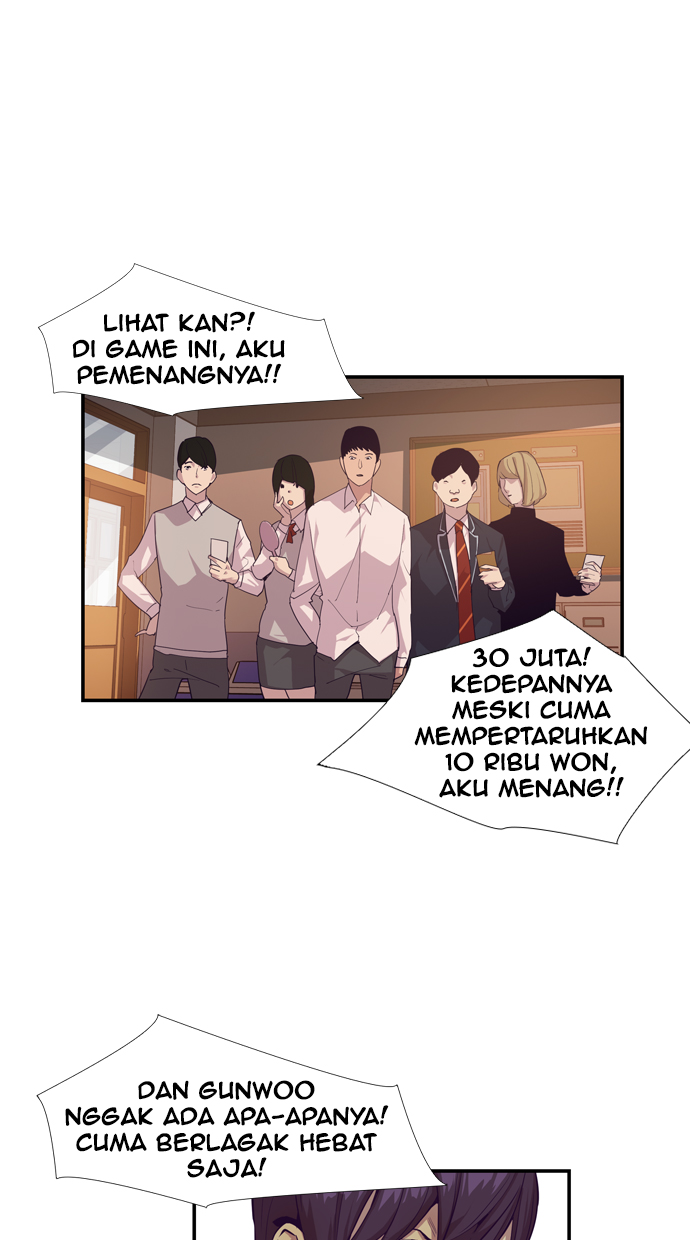 LIHAT KAN?!
DI GAME INI, AKU
PEMENANGNYA!!
30 JUTA!
KEDEPANNYA
MESKI CUMA
MEMPERTARUHKAN
10 RIBU WON,
AKU MENANG!!
DAN GUNWOO
NGGAK ADA APA-APANYA!
CUMA BERLAGAK HEBAT
SAJA!